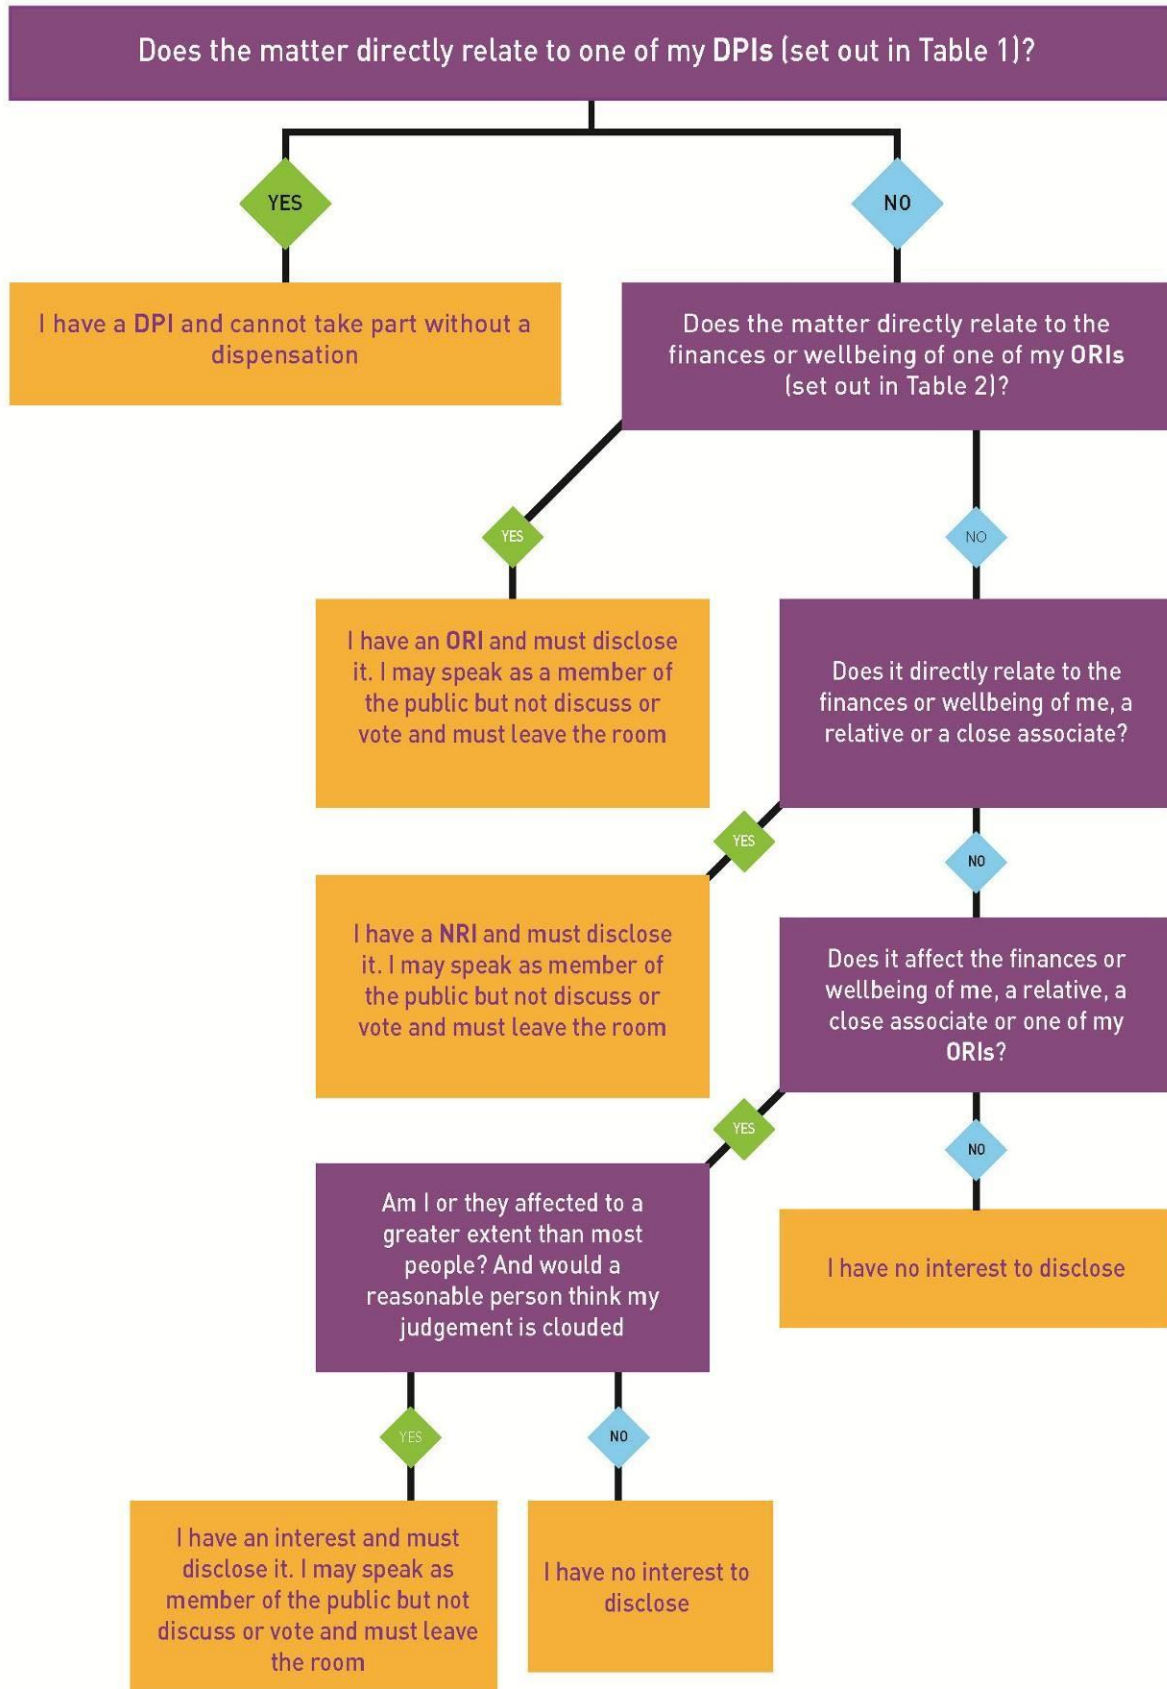 Does the matter directly relate to one of my DPIs (set out in Table 1)?
YES
NO
I have a DPI and cannot take part without a
dispensation
Does the matter directly relate to the
finances or wellbeing of one of my ORIs
(set out in Table 2)?
YES
NO
I have an ORI and must disclose
it. I may speak as a member of
the public but not discuss or
vote and must leave the room
Does it directly relate to the
finances or wellbeing of me, a
relative or a close associate?
YES
NO
I have a NRI and must disclose
it. I may speak as member of
the public but not discuss or
vote and must leave the room
Does it affect the finances or
wellbeing of me, a relative, a
close associate or one of my
ORIs?
YES
NO
Am I or they affected to a
greater extent than most
people? And would a
reasonable person think my
judgement is clouded
I have no interest to disclose
YES
NO
I have an interest and must
disclose it. I may speak as
member of the public but not
discuss or vote and must leave
the room
I have no interest to
disclose